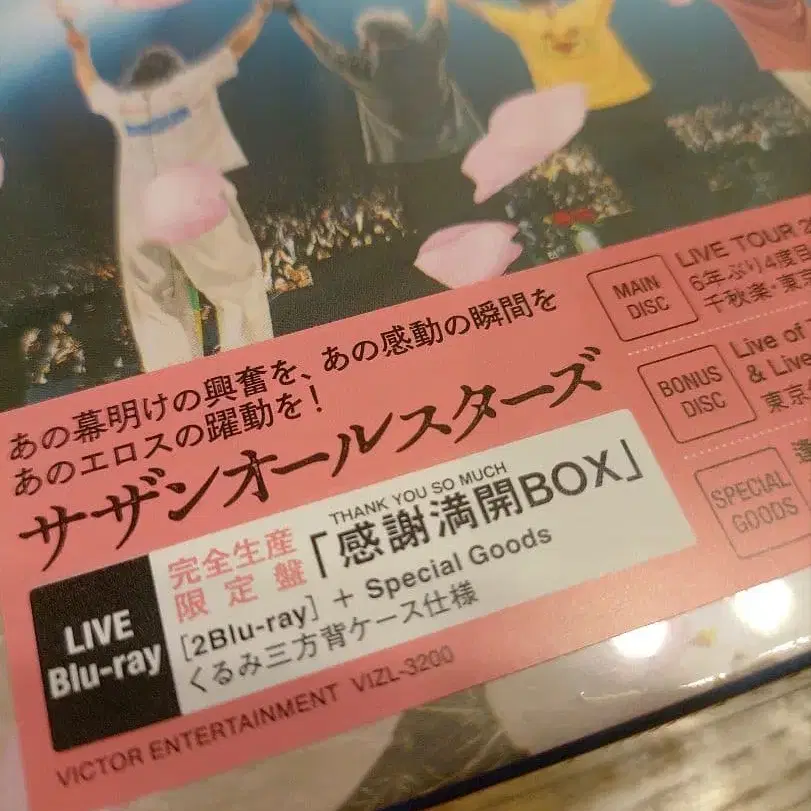 あの幕明けの興奮を、あの感動の瞬間を
あのエロスの躍動を!
サザンオールスターズ
LIVE
Blu-ray
完全生産
限定盤
THANK YOU SO MUCH
「感謝満開BOX」
[2Blu-ray] + Special Goods
くるみ三方背ケース仕様
VICTOR ENTERTAINMENT VIZL-3200
MAIN
DISC
LIVE TOUR 2
6年ぶり4度目
千秋楽・東京
BONUS
DISC
Live of
& Live
東京
SPECIAL
GOODS